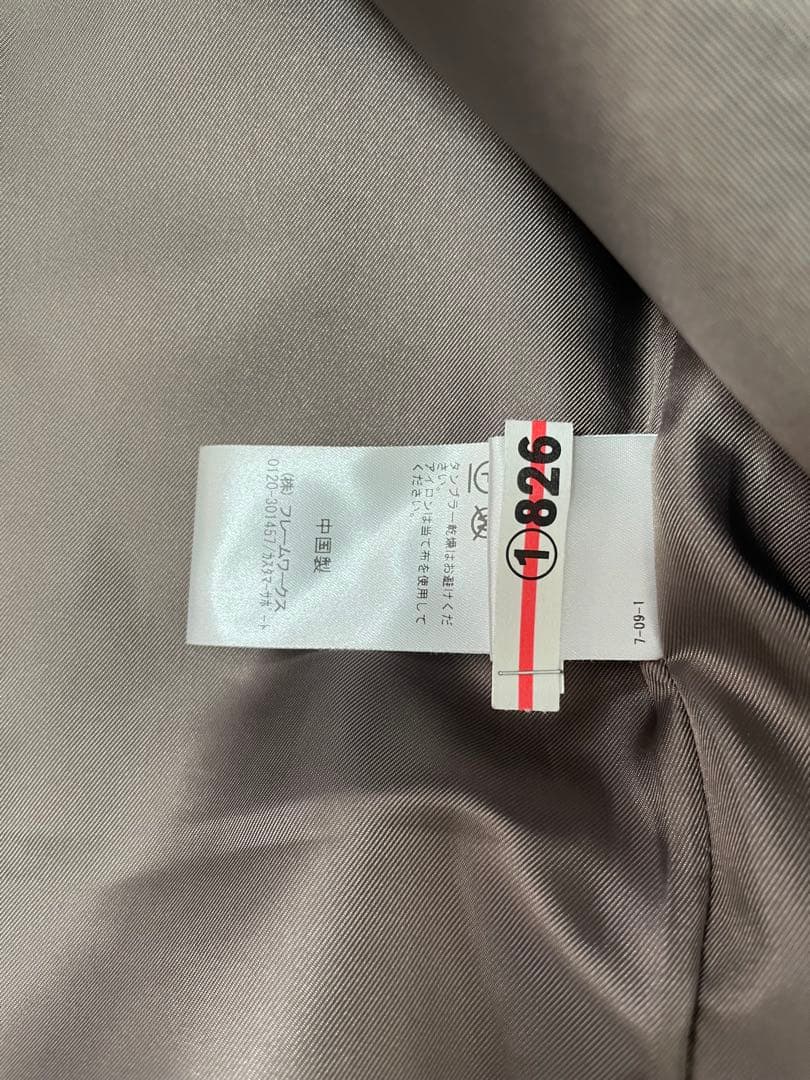 7-09-1
①826
タンブラー乾燥はお避けくだ
さい。
アイロンは当て布を使用して
ください。
中国製
(株) フレームワークス
0120-301457/カスタマーサポート